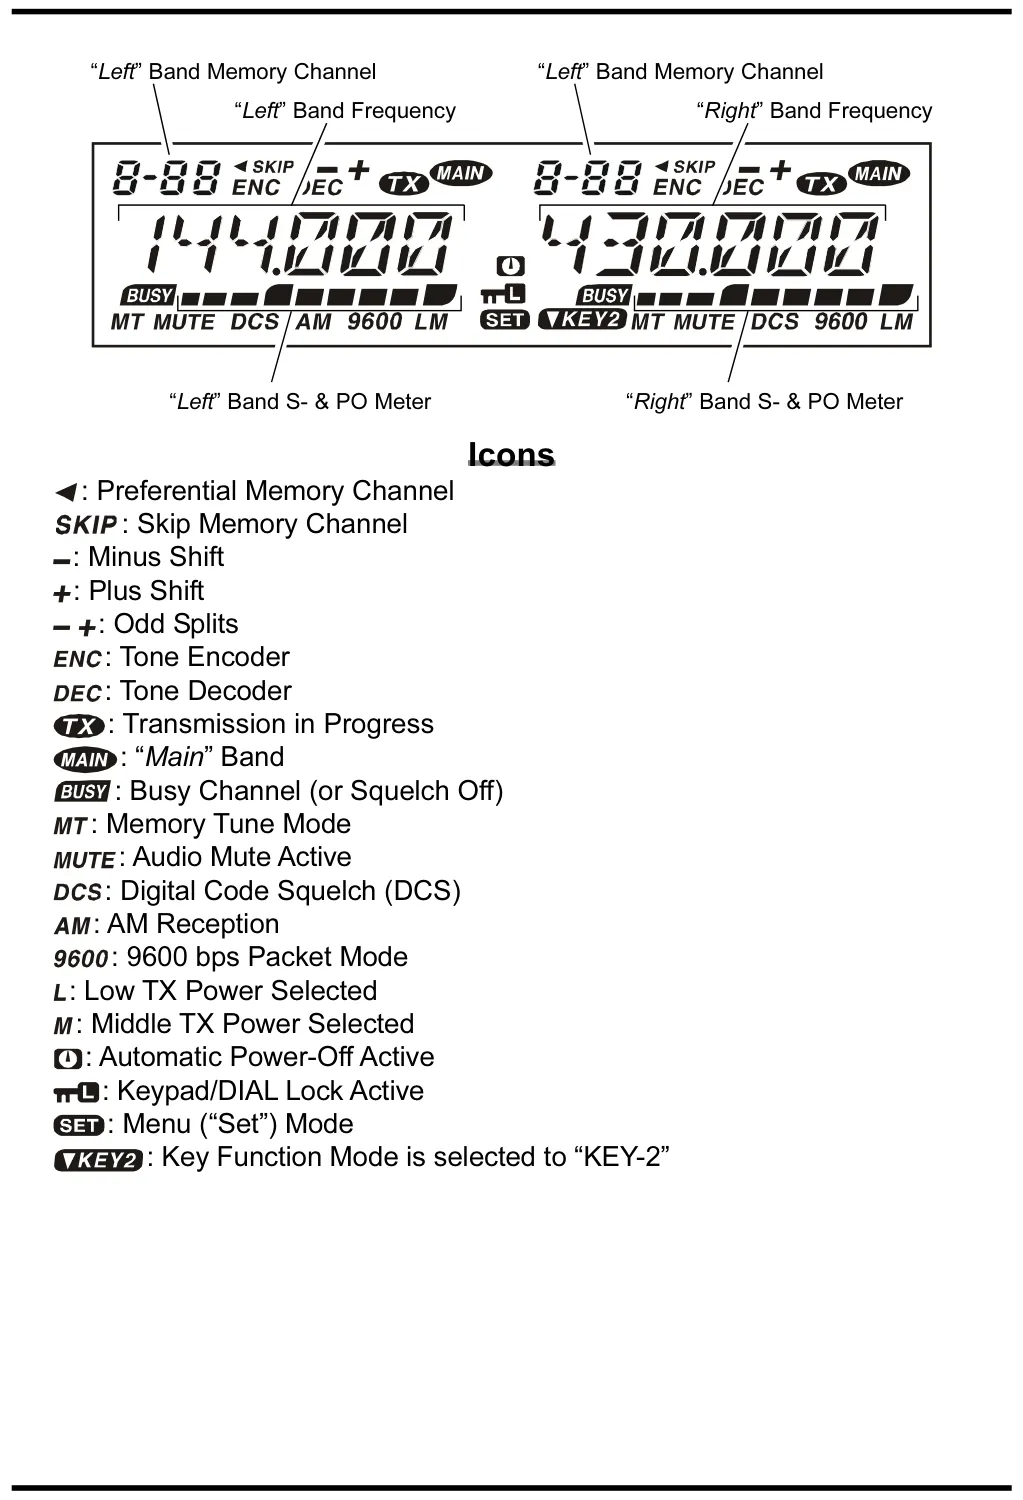 “Left” Band Memory Channel “Left” Band Memory Channel
“Left” Band Frequency “Right” Band Frequency
8-88 ◄ SKIP − + TX MAIN 8-88 ◄ SKIP − + TX MAIN
ENC DEC ENC DEC
144.000 430.000
BUSY L BUSY
MT MUTE DCS AM 9600 LM SET ▼KEY2 MT MUTE DCS 9600 LM
“Left” Band S- & PO Meter “Right” Band S- & PO Meter
Icons
◄: Preferential Memory Channel
SKIP: Skip Memory Channel
−: Minus Shift
+: Plus Shift
− +: Odd Splits
ENC: Tone Encoder
DEC: Tone Decoder
TX: Transmission in Progress
MAIN: “Main” Band
BUSY: Busy Channel (or Squelch Off)
MT: Memory Tune Mode
MUTE: Audio Mute Active
DCS: Digital Code Squelch (DCS)
AM: AM Reception
9600: 9600 bps Packet Mode
L: Low TX Power Selected
M: Middle TX Power Selected
: Automatic Power-Off Active
L: Keypad/DIAL Lock Active
SET: Menu (“Set”) Mode
▼KEY2: Key Function Mode is selected to “KEY-2”